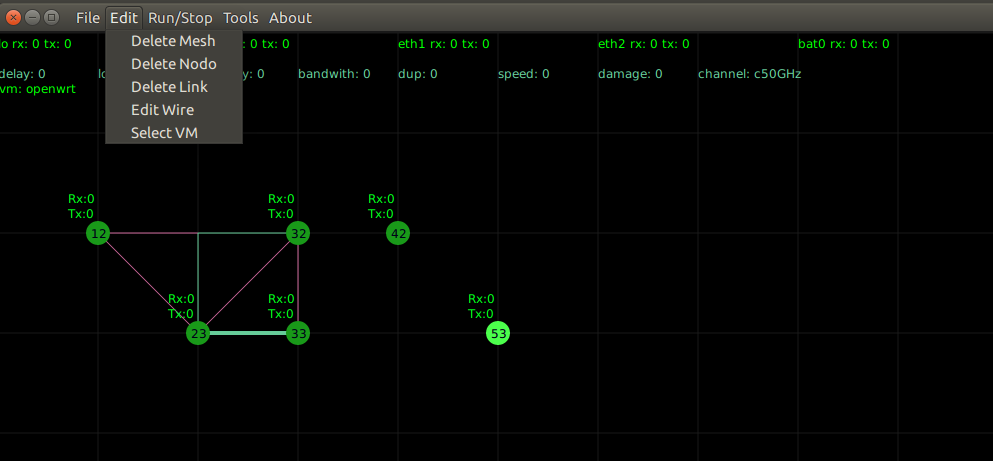 File Edit Run/Stop Tools About
Delete Mesh
Delete Nodo
Delete Link
Edit Wire
Select VM
lo rx: 0 tx: 0
0 tx: 0
eth1 rx: 0 tx: 0
eth2 rx: 0 tx: 0
bat0 rx: 0 tx: 0
delay: 0
y: 0
bandwith: 0
dup: 0
speed: 0
damage: 0
channel: c50GHz
vm: openwrt
Rx:0
Tx:0
12
Rx:0
Tx:0
32
Rx:0
Tx:0
42
Rx:0
Tx:0
23
Rx:0
Tx:0
33
Rx:0
Tx:0
53